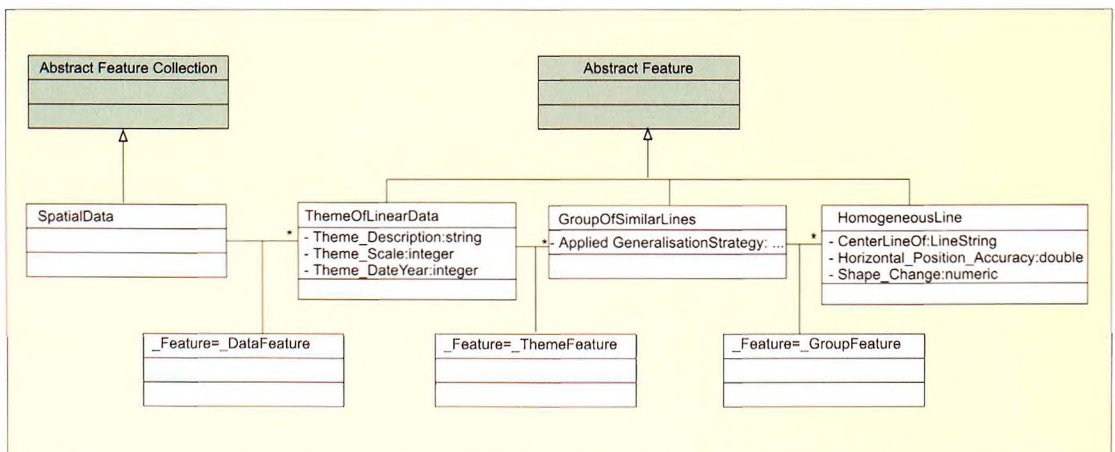 Abstract Feature Collection
Abstract Feature
SpatialData
*
ThemeOfLinearData
- Theme_Description:string
- Theme_Scale:integer
- Theme_DateYear:integer
*
GroupOfSimilarLines
- Applied GeneralisationStrategy: ...
*
HomogeneousLine
- CenterLineOf:LineString
- Horizontal_Position_Accuracy:double
- Shape_Change:numeric
_Feature=_DataFeature
_Feature=_ThemeFeature
_Feature=_GroupFeature